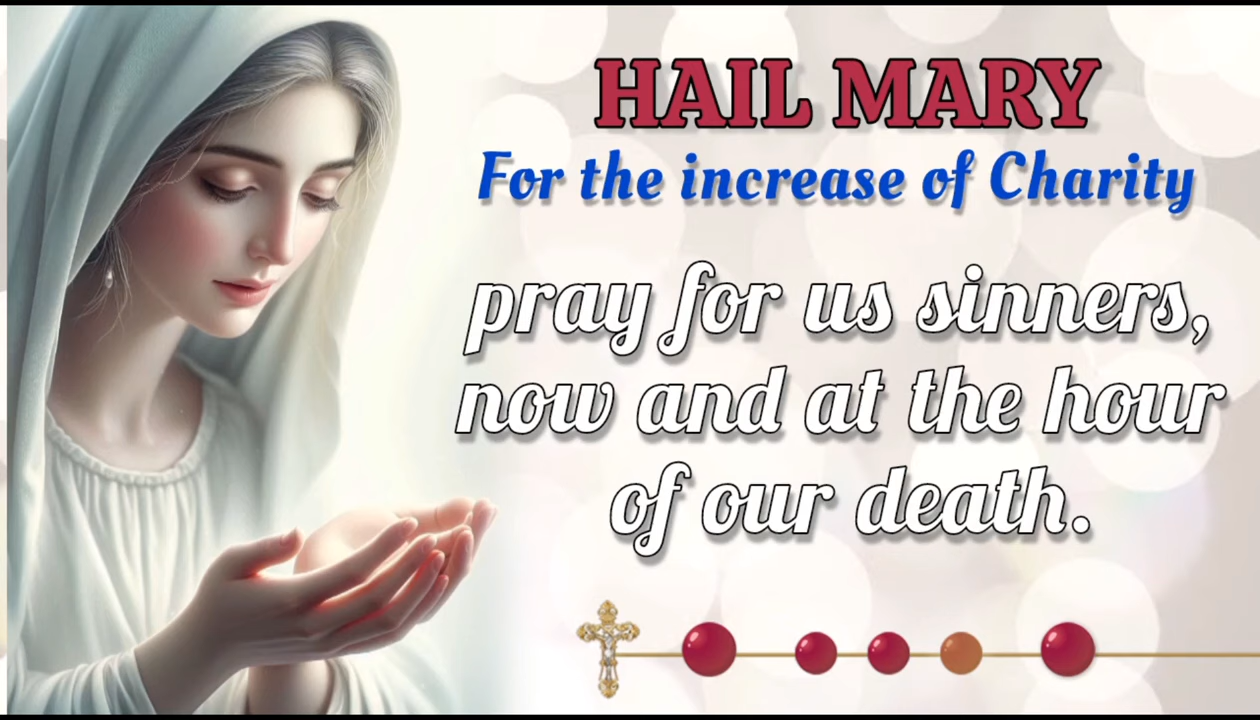 HAIL MARY
For the increase of Charity
pray for us sinners,
now and at the hour
of our death.